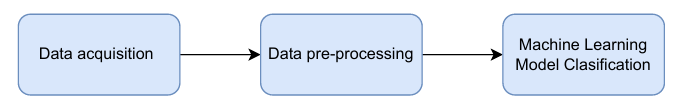 Data acquisition
Data pre-processing
Machine Learning
Model Clasification